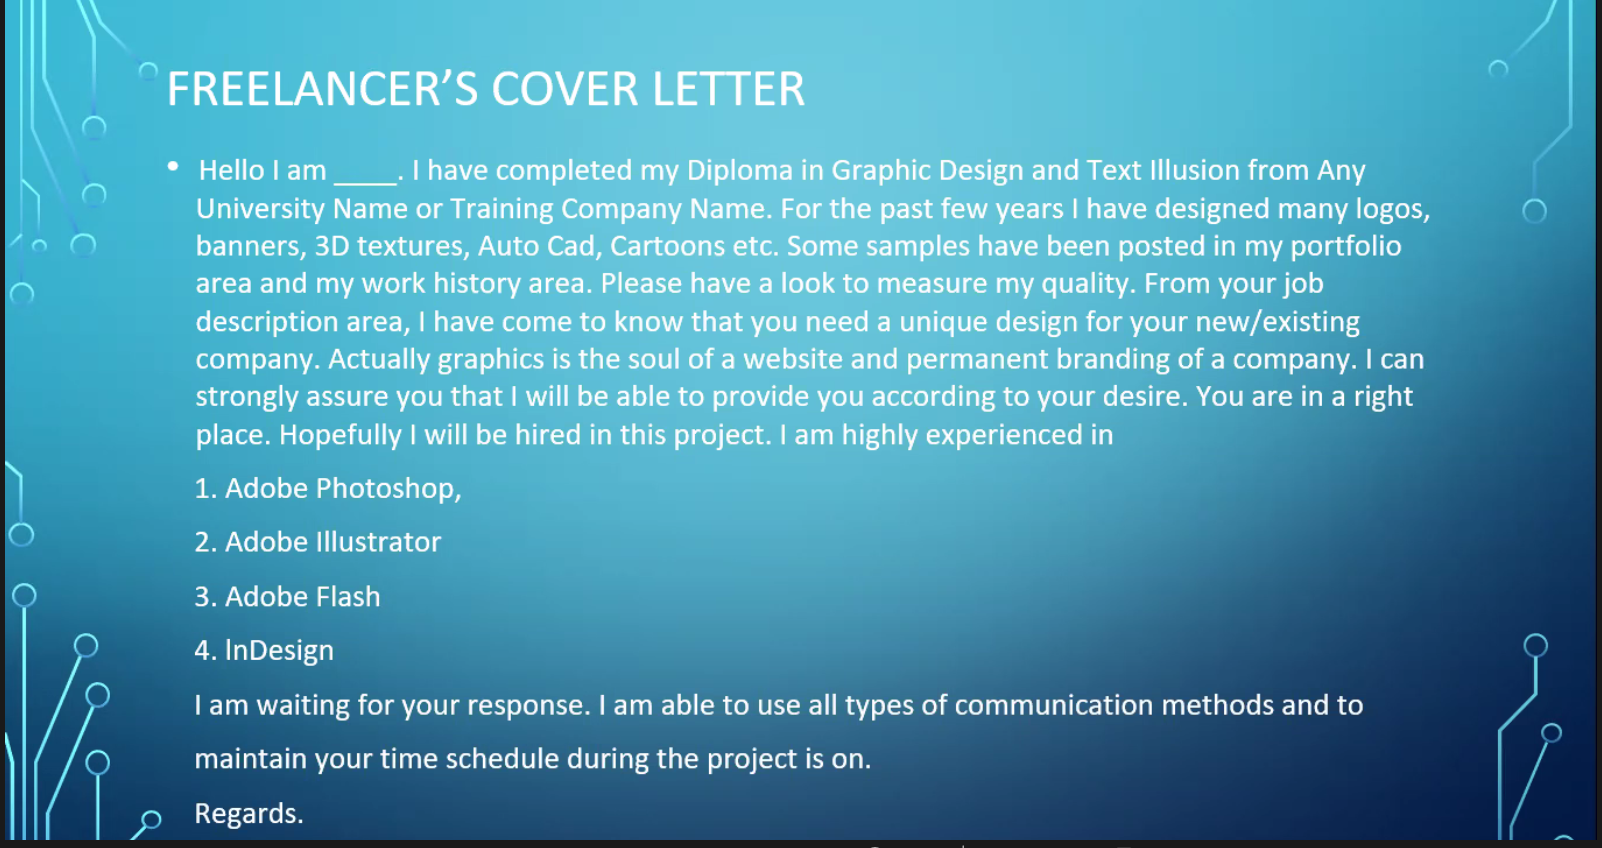 FREELANCER’S COVER LETTER
• Hello I am ____. I have completed my Diploma in Graphic Design and Text Illusion from Any
University Name or Training Company Name. For the past few years I have designed many logos,
banners, 3D textures, Auto Cad, Cartoons etc. Some samples have been posted in my portfolio
area and my work history area. Please have a look to measure my quality. From your job
description area, I have come to know that you need a unique design for your new/existing
company. Actually graphics is the soul of a website and permanent branding of a company. I can
strongly assure you that I will be able to provide you according to your desire. You are in a right
place. Hopefully I will be hired in this project. I am highly experienced in
1. Adobe Photoshop,
2. Adobe Illustrator
3. Adobe Flash
4. lnDesign
I am waiting for your response. I am able to use all types of communication methods and to
maintain your time schedule during the project is on.
Regards.